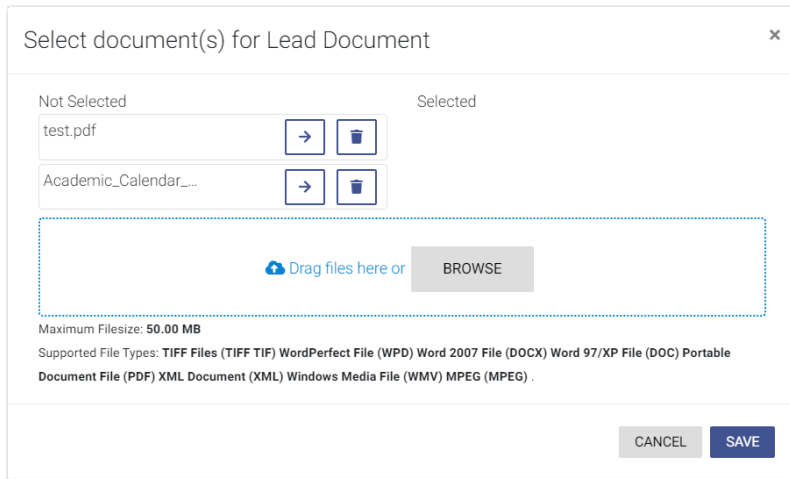 Select document(s) for Lead Document
×
Not Selected
Selected
test.pdf
Academic_Calendar_...
Drag files here or BROWSE
Maximum Filesize: 50.00 MB
Supported File Types: TIFF Files (TIFF TIF) WordPerfect File (WPD) Word 2007 File (DOCX) Word 97/XP File (DOC) Portable
Document File (PDF) XML Document (XML) Windows Media File (WMV) MPEG (MPEG) .
CANCEL SAVE